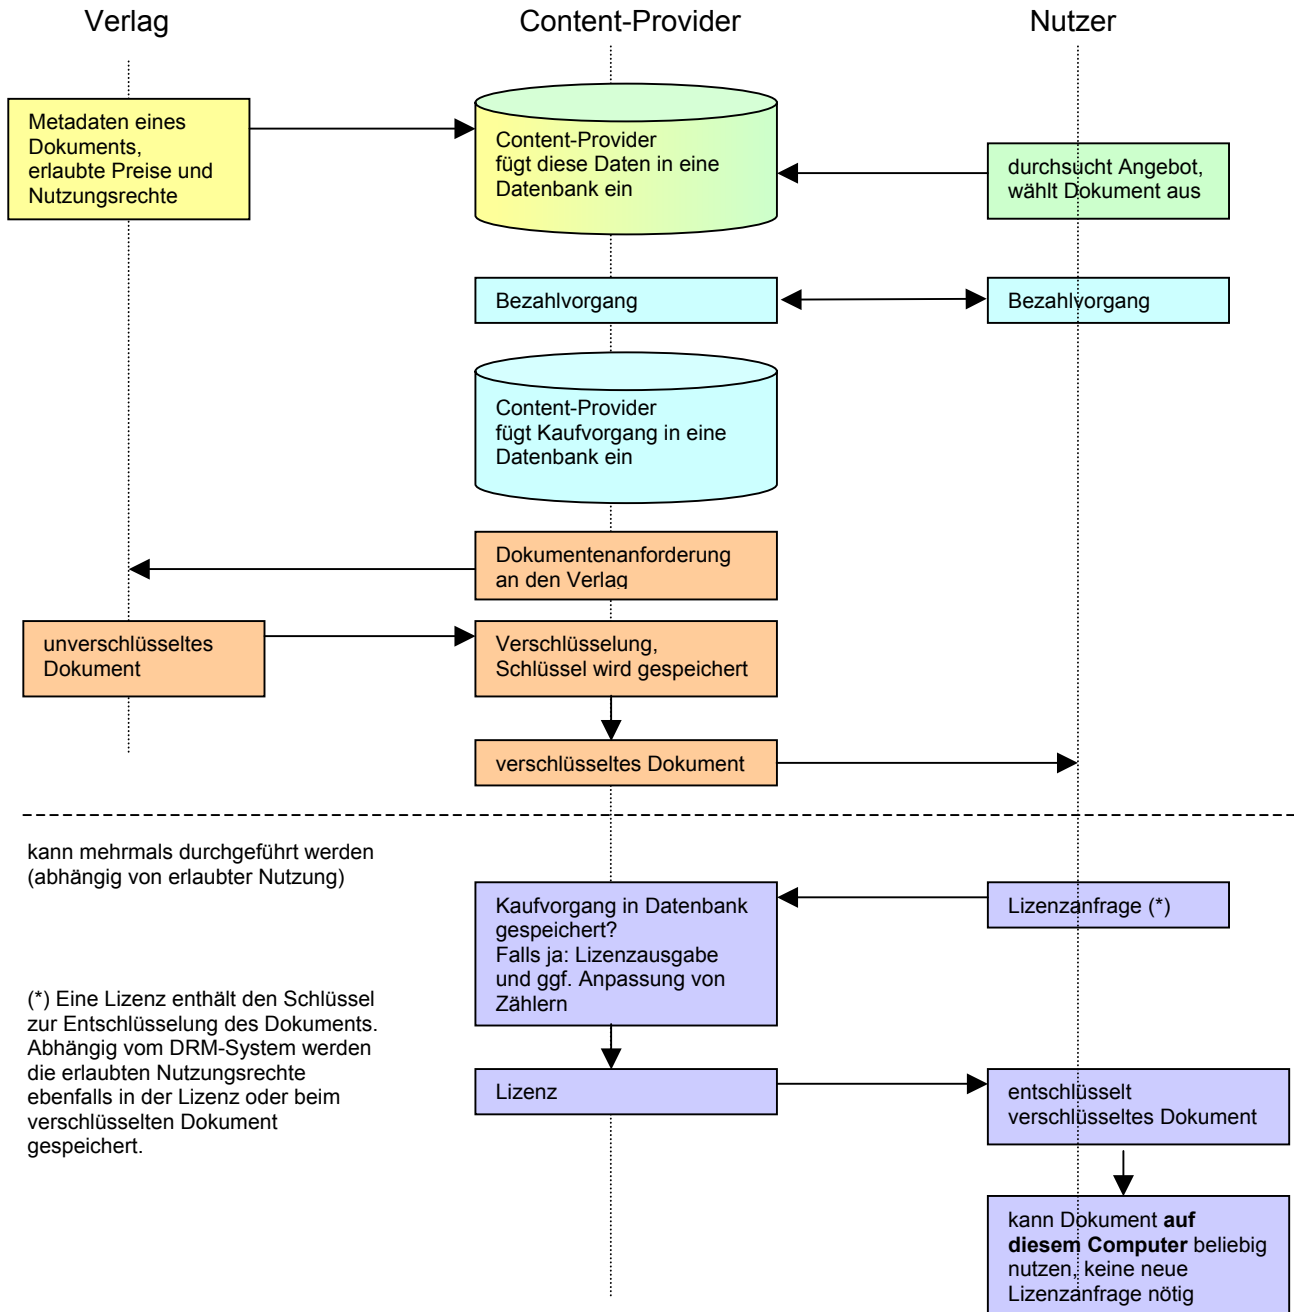 Verlag
Content-Provider
Nutzer
Metadaten eines
Dokuments,
erlaubte Preise und
Nutzungsrechte
Content-Provider
fügt diese Daten in eine
Datenbank ein
durchsucht Angebot,
wählt Dokument aus
Bezahlvorgang
Bezahlvorgang
Content-Provider
fügt Kaufvorgang in eine
Datenbank ein
Dokumentenanforderung
an den Verlag
unverschlüsseltes
Dokument
Verschlüsselung,
Schlüssel wird gespeichert
verschlüsseltes Dokument
kann mehrmals durchgeführt werden
(abhängig von erlaubter Nutzung)
Kaufvorgang in Datenbank
gespeichert?
Falls ja: Lizenzausgabe
und ggf. Anpassung von
Zählern
Lizenzanfrage (*)
(*) Eine Lizenz enthält den Schlüssel
zur Entschlüsselung des Dokuments.
Abhängig vom DRM-System werden
die erlaubten Nutzungsrechte
ebenfalls in der Lizenz oder beim
verschlüsselten Dokument
gespeichert.
Lizenz
entschlüsselt
verschlüsseltes Dokument
kann Dokument auf
diesem Computer beliebig
nutzen, keine neue
Lizenzanfrage nötig